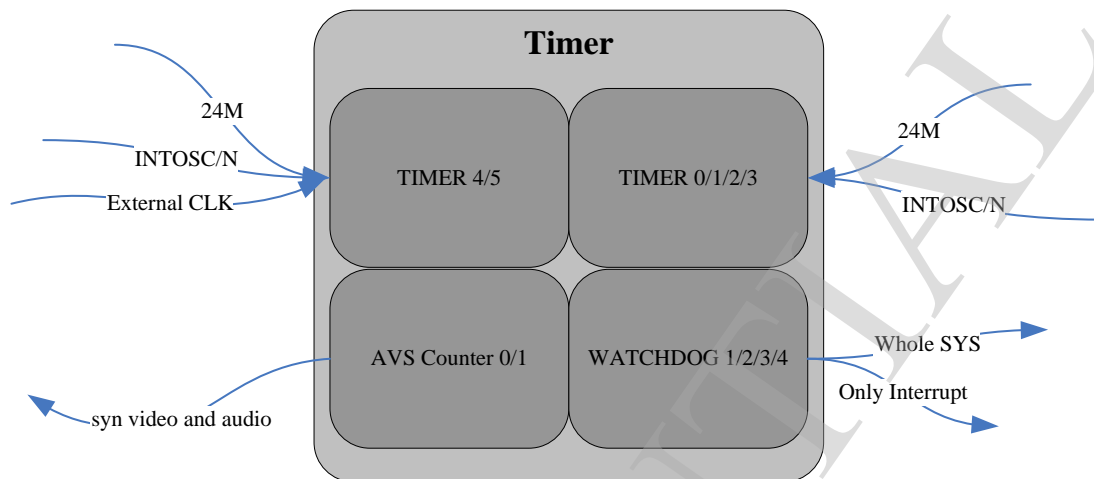 Timer
24M
INTOSC/N
External CLK
TIMER 4/5
TIMER 0/1/2/3
24M
INTOSC/N
AVS Counter 0/1
WATCHDOG 1/2/3/4
syn video and audio
Whole SYS
Only Interrupt
NTIAL